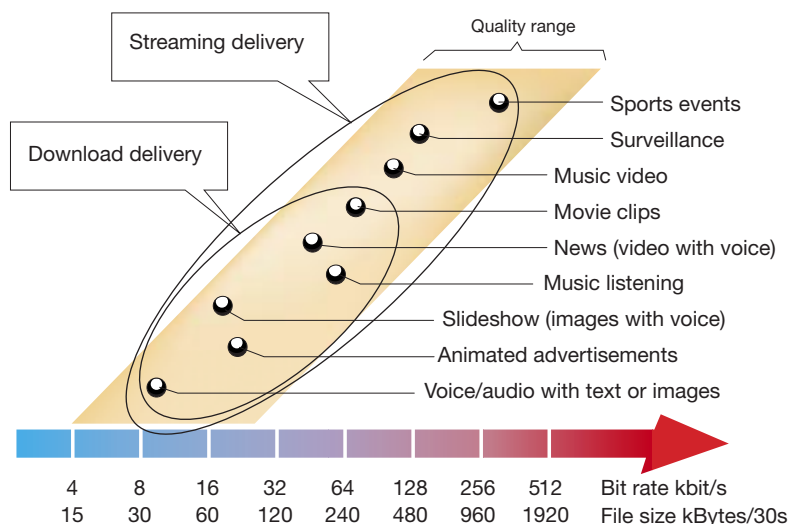 Quality range
Streaming delivery
Download delivery
Sports events
Surveillance
Music video
Movie clips
News (video with voice)
Music listening
Slideshow (images with voice)
Animated advertisements
Voice/audio with text or images
4 8 16 32 64 128 256 512 Bit rate kbit/s
15 30 60 120 240 480 960 1920 File size kBytes/30s